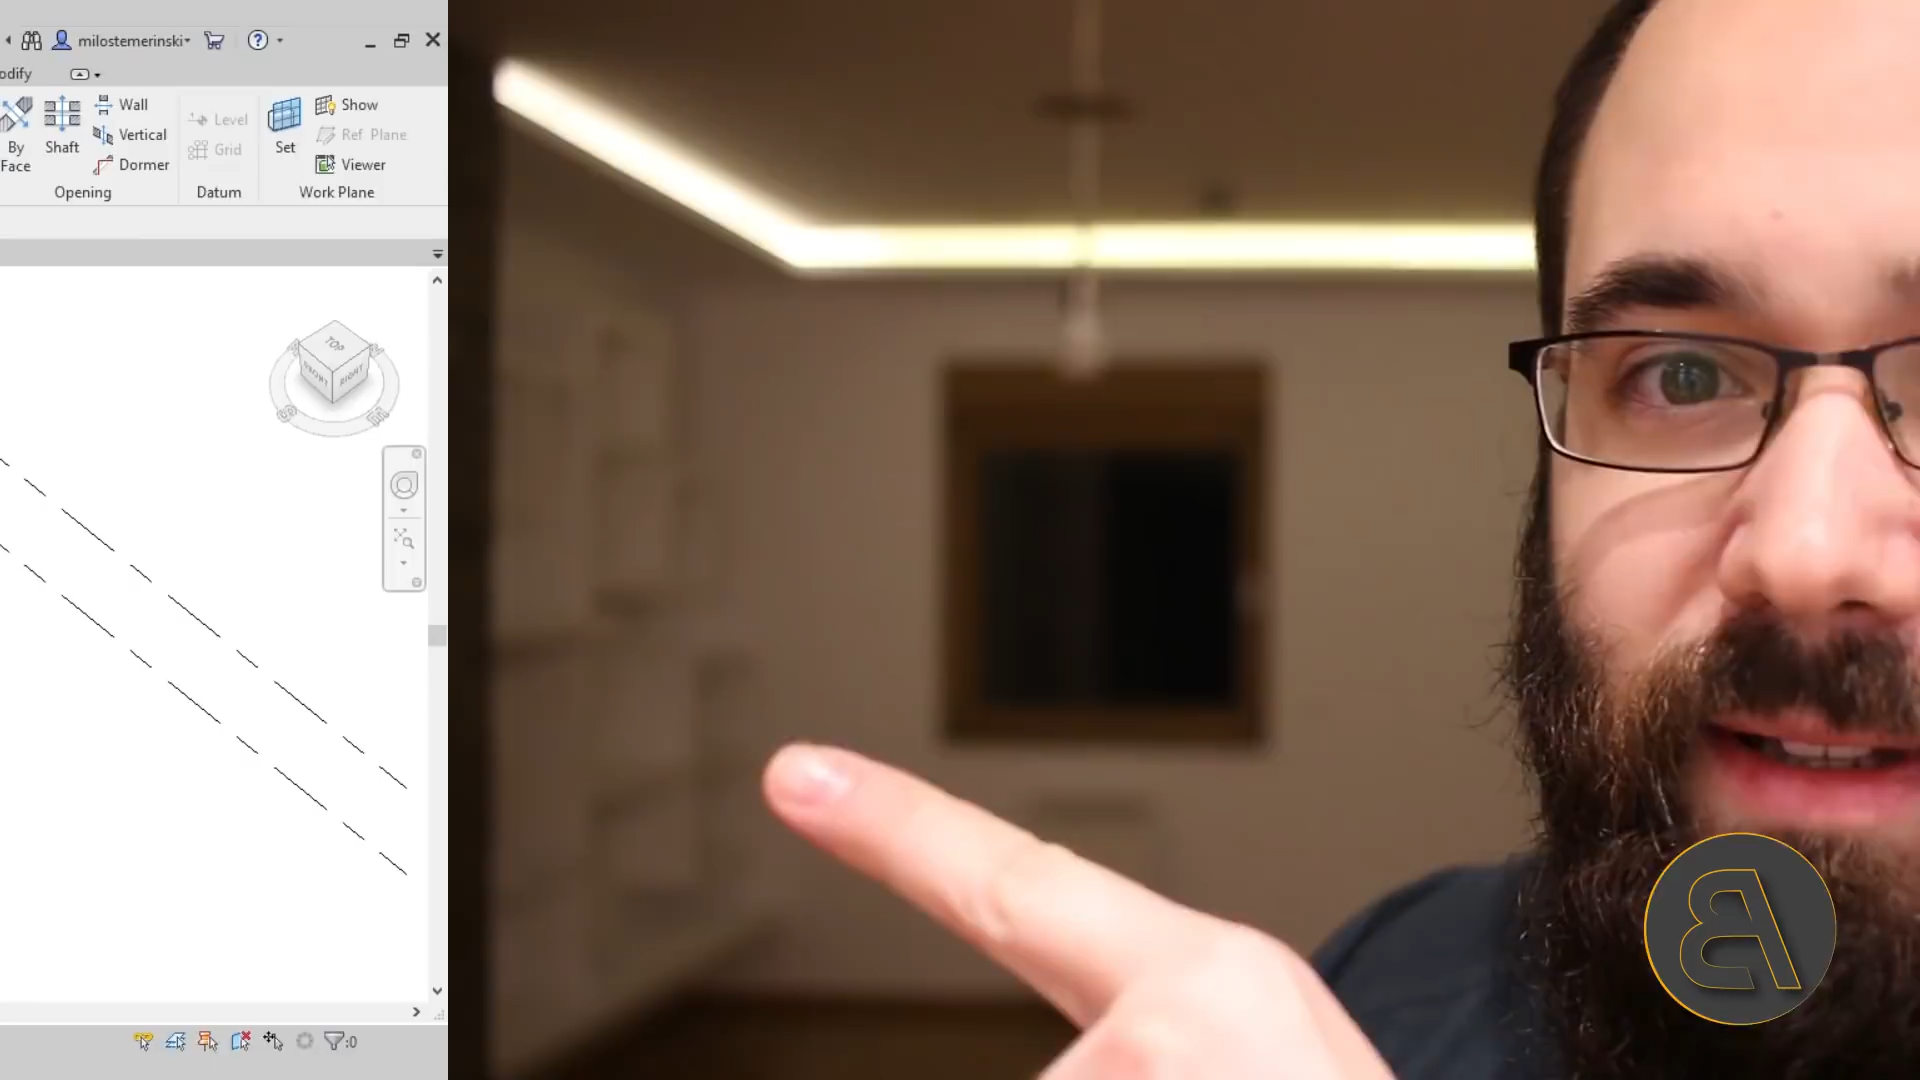 milostemerinski
?
odify
By
Face
Shaft
Wall
Vertical
Dormer
Level
Grid
Set
Show
Ref Plane
Viewer
Opening
Datum
Work Plane
TOP
FRONT
RIGHT
:0